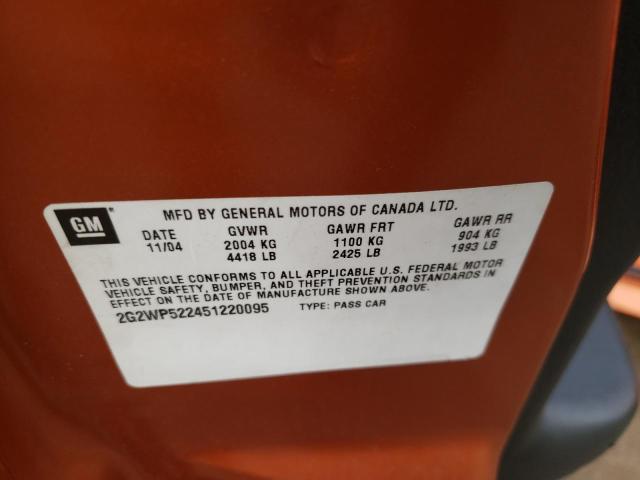 GM
MFD BY GENERAL MOTORS OF CANADA LTD.
DATE GVWR GAWR FRT GAWR RR
11/04 2004 KG 1100 KG 904 KG
4418 LB 2425 LB 1993 LB
THIS VEHICLE CONFORMS TO ALL APPLICABLE U.S. FEDERAL MOTOR
VEHICLE SAFETY, BUMPER, AND THEFT PREVENTION STANDARDS IN
EFFECT ON THE DATE OF MANUFACTURE SHOWN ABOVE.
2G2WP522451220095 TYPE: PASS CAR